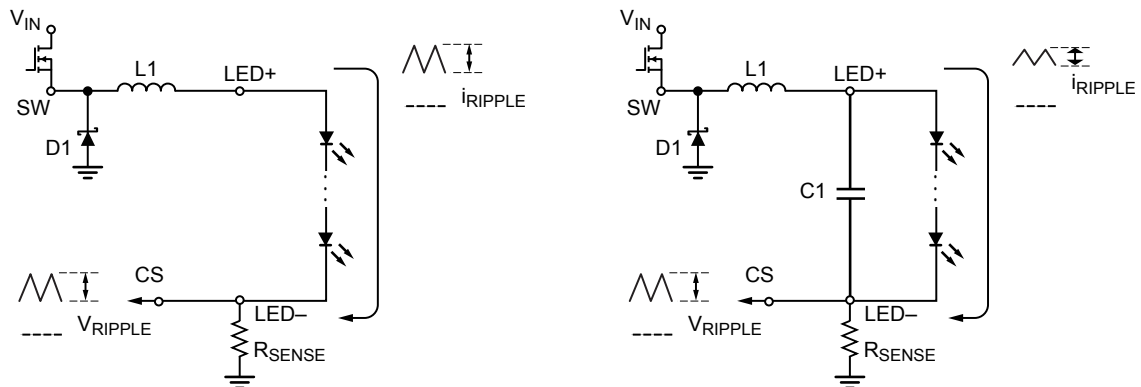 VIN
L1
LED+
iRIPPLE
SW
D1
CS
VRIPPLE
LED–
RSENSE
VIN
L1
LED+
iRIPPLE
SW
D1
C1
CS
VRIPPLE
LED–
RSENSE